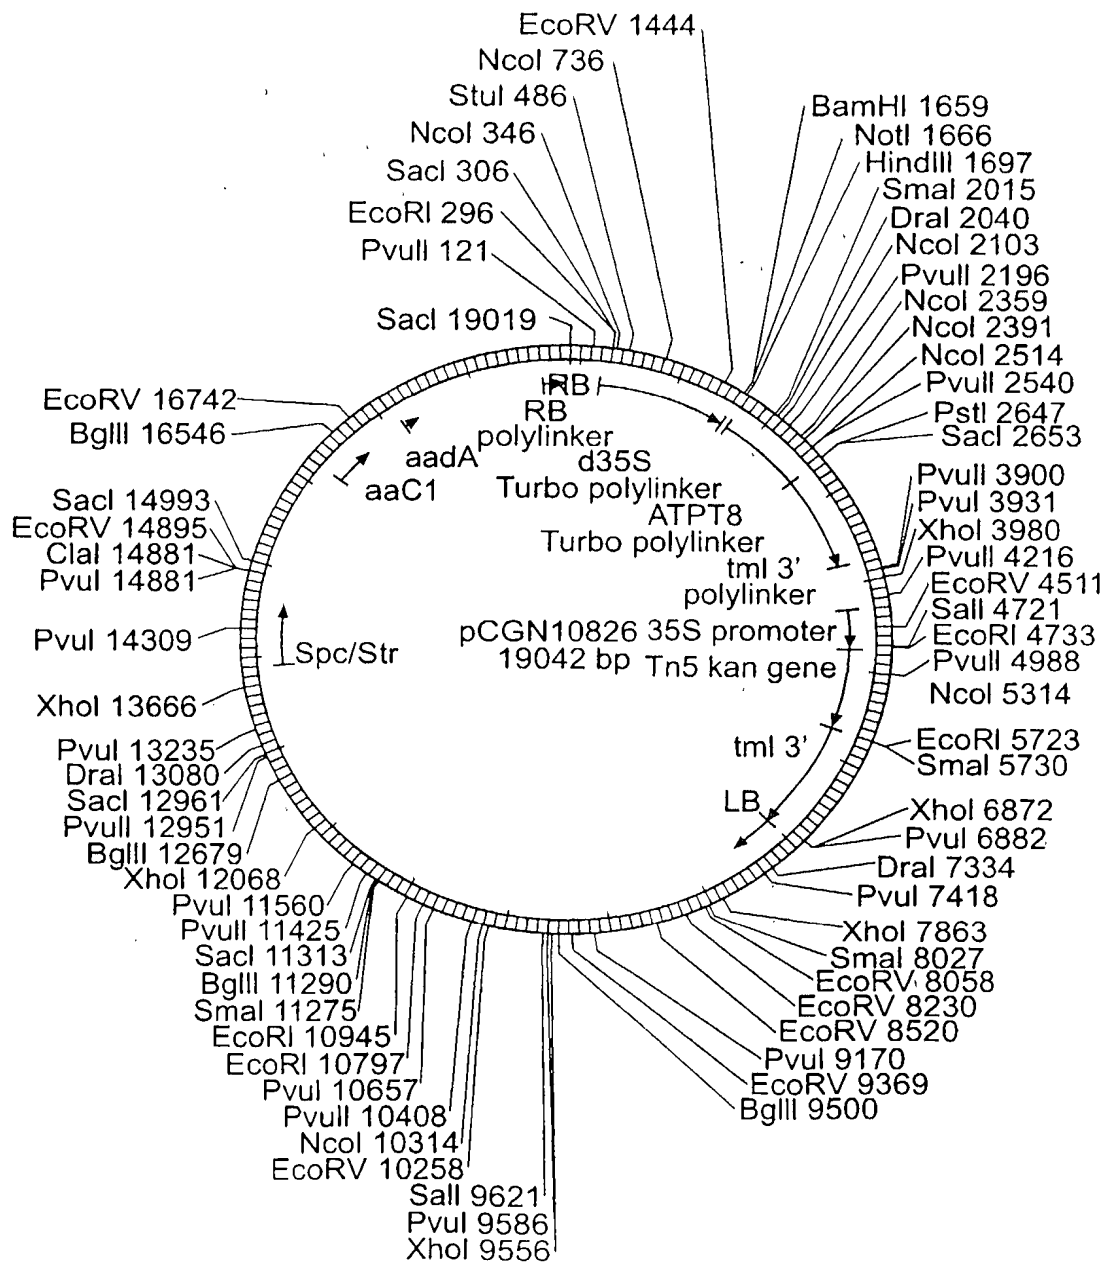 EcoRV 1444
NcoI 736
StuI 486
NcoI 346
SacI 306
EcoRI 296
PvuII 121
SacI 19019
BamHI 1659
NotI 1666
HindIII 1697
SmaI 2015
DraI 2040
NcoI 2103
PvuII 2196
NcoI 2359
NcoI 2391
NcoI 2514
PvuII 2540
PstI 2647
SacI 2653
PvuII 3900
PvuI 3931
XhoI 3980
PvuII 4216
EcoRV 4511
SalI 4721
EcoRI 4733
PvuII 4988
NcoI 5314
EcoRI 5723
SmaI 5730
XhoI 6872
PvuI 6882
DraI 7334
PvuI 7418
XhoI 7863
SmaI 8027
EcoRV 8058
EcoRV 8230
EcoRV 8520
PvuI 9170
EcoRV 9369
BglII 9500
EcoRV 16742
BglII 16546
SacI 14993
EcoRV 14895
ClaI 14881
PvuI 14881
PvuI 14309
XhoI 13666
PvuI 13235
DraI 13080
SacI 12961
PvuII 12951
BglII 12679
XhoI 12068
PvuI 11560
PvuII 11425
SacI 11313
BglII 11290
SmaI 11275
EcoRI 10945
EcoRI 10797
PvuI 10657
PvuII 10408
NcoI 10314
EcoRV 10258
SalI 9621
PvuI 9586
XhoI 9556
RB
RB
polylinker
d35S
Turbo polylinker
ATPT8
Turbo polylinker
tml 3'
polylinker
pCGN10826 35S promoter
19042 bp Tn5 kan gene
tml 3'
LB
aadA
aaC1
Spc/Str